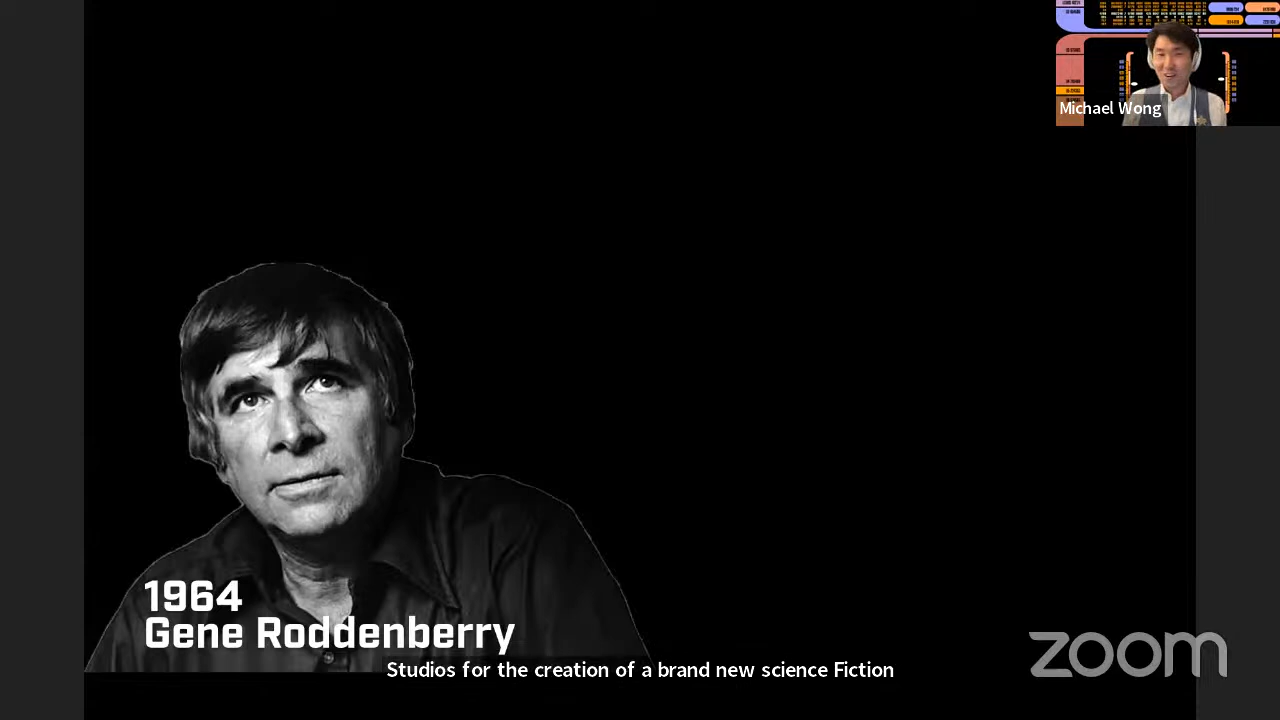 Michael Wong
1964
Gene Roddenberry
Studios for the creation of a brand new science Fiction
zoom